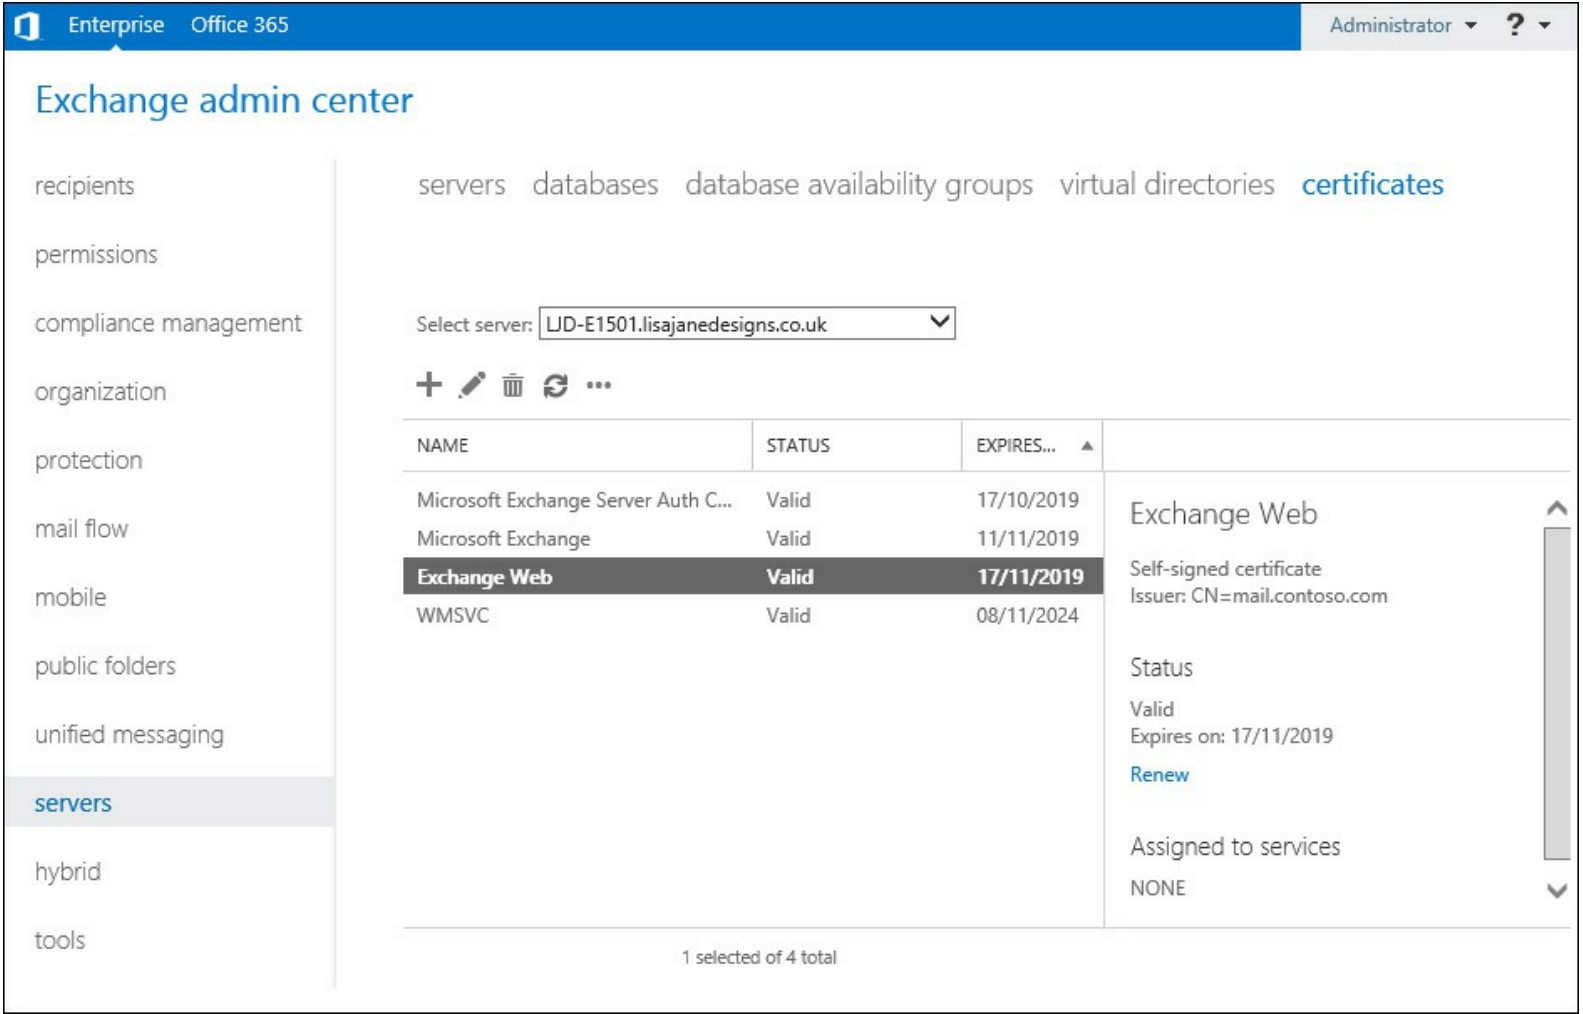 Enterprise Office 365 Administrator ?
Exchange admin center
recipients
permissions
compliance management
organization
protection
mail flow
mobile
public folders
unified messaging
servers
hybrid
tools
servers databases database availability groups virtual directories certificates
Select server: LJD-E1501.lisajanedesigns.co.uk
NAME STATUS EXPIRES...
Microsoft Exchange Server Auth C... Valid 17/10/2019
Microsoft Exchange Valid 11/11/2019
Exchange Web Valid 17/11/2019
WMSVC Valid 08/11/2024
1 selected of 4 total
Exchange Web
Self-signed certificate
Issuer: CN=mail.contoso.com
Status
Valid
Expires on: 17/11/2019
Renew
Assigned to services
NONE